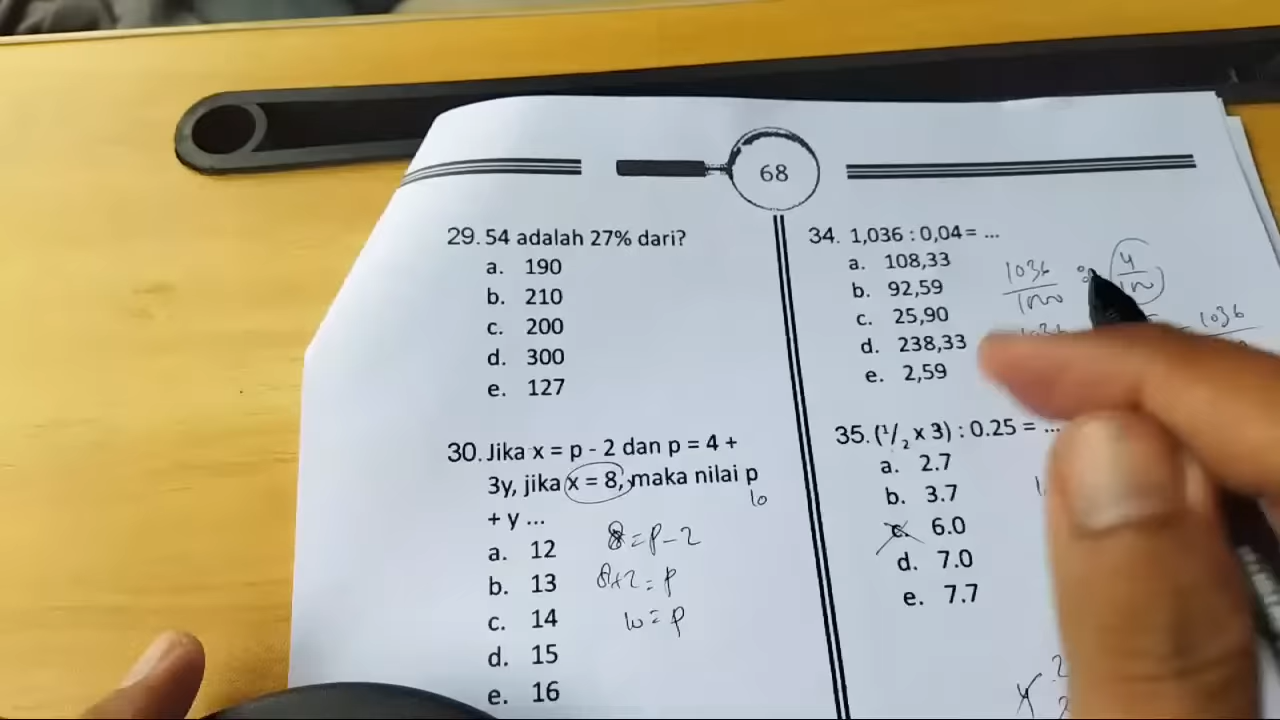 68
29. 54 adalah 27% dari?
a. 190
b. 210
c. 200
d. 300
e. 127
30. Jika x = p - 2 dan p = 4 +
3y, jika x = 8, maka nilai p
+ y ...
10
a. 12
b. 13
c. 14
d. 15
e. 16
8 = p - 2
8+2 = p
10 = p
34. 1,036 : 0,04 = ...
a. 108,33
b. 92,59
c. 25,90
d. 238,33
e. 2,59
1036/1000 : 4/100
1036
35. (1/2 x 3) : 0.25 = ...
a. 2.7
b. 3.7
c. 6.0
d. 7.0
e. 7.7